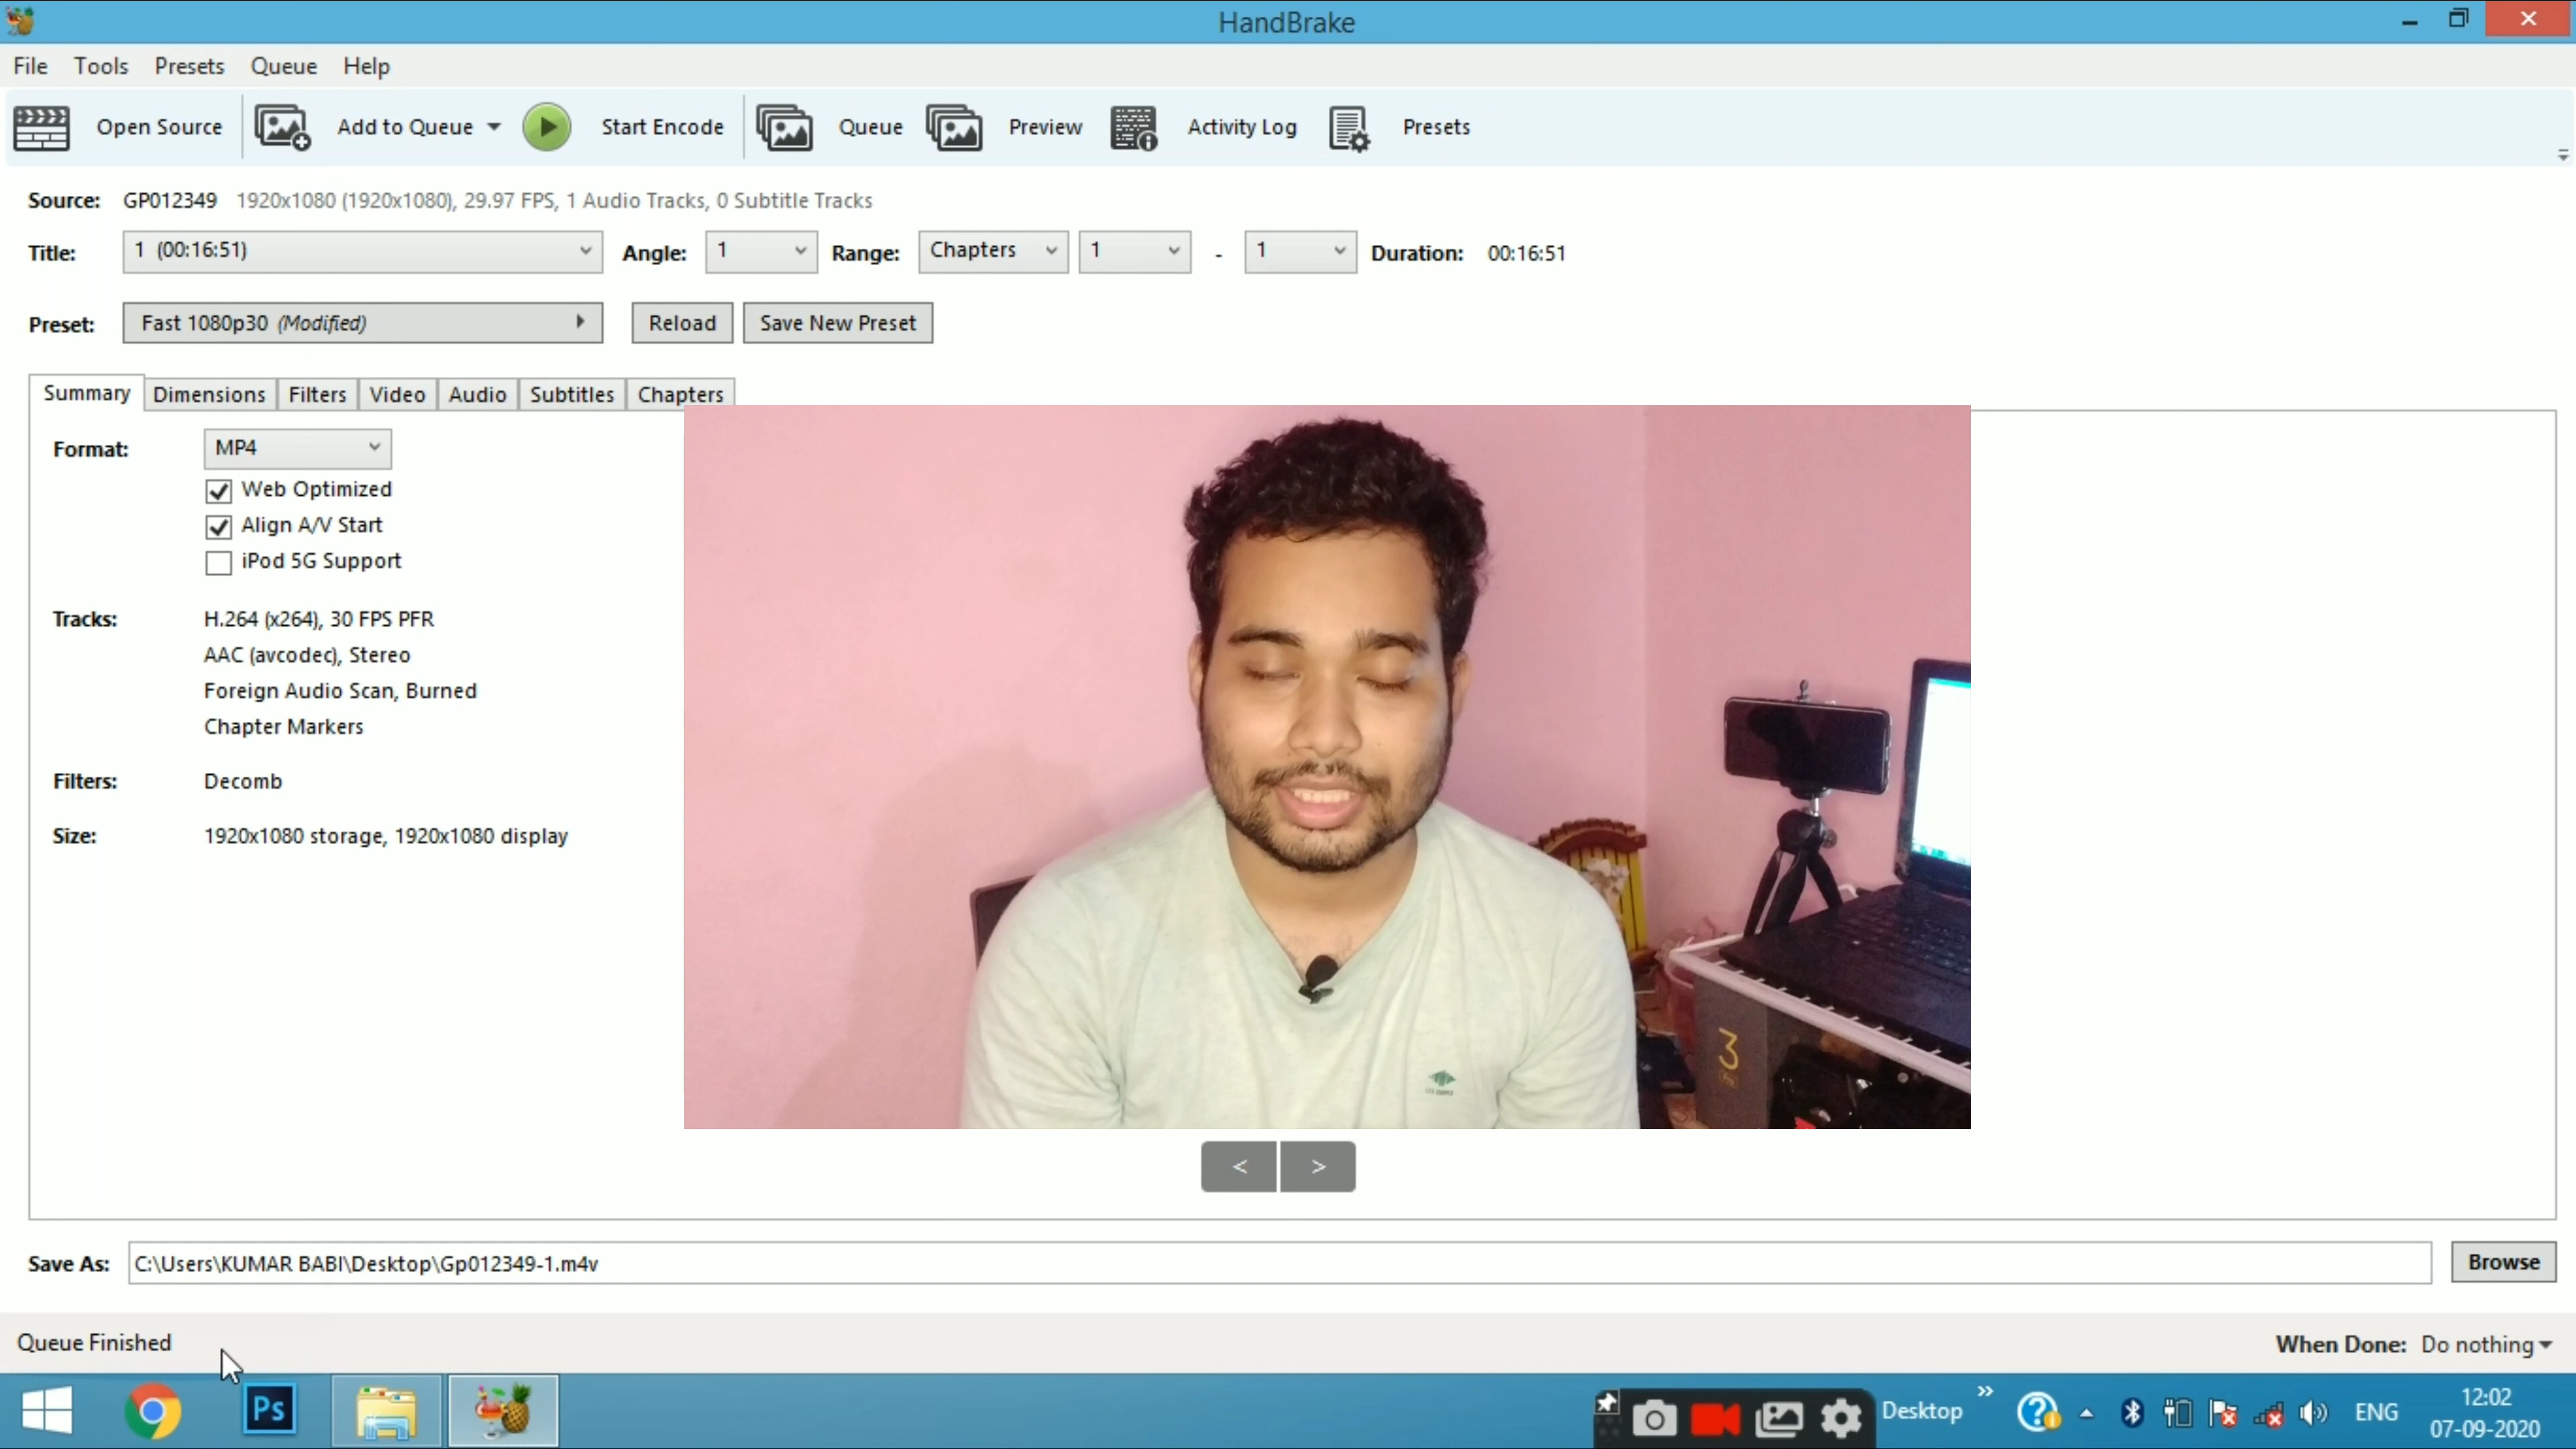 HandBrake
File Tools Presets Queue Help
Open Source Add to Queue Start Encode Queue Preview Activity Log Presets
Source: GP012349 1920x1080 (1920x1080), 29.97 FPS, 1 Audio Tracks, 0 Subtitle Tracks
Title: 1 (00:16:51) Angle: 1 Range: Chapters 1 - 1 Duration: 00:16:51
Preset: Fast 1080p30 (Modified) Reload Save New Preset
Summary Dimensions Filters Video Audio Subtitles Chapters
Format: MP4
Web Optimized
Align A/V Start
iPod 5G Support
Tracks: H.264 (x264), 30 FPS PFR
AAC (avcodec), Stereo
Foreign Audio Scan, Burned
Chapter Markers
Filters: Decomb
Size: 1920x1080 storage, 1920x1080 display
3
< >
Save As: C:\Users\KUMAR BABI\Desktop\Gp012349-1.m4v Browse
Queue Finished When Done: Do nothing
Ps Desktop » ENG 12:02
07-09-2020